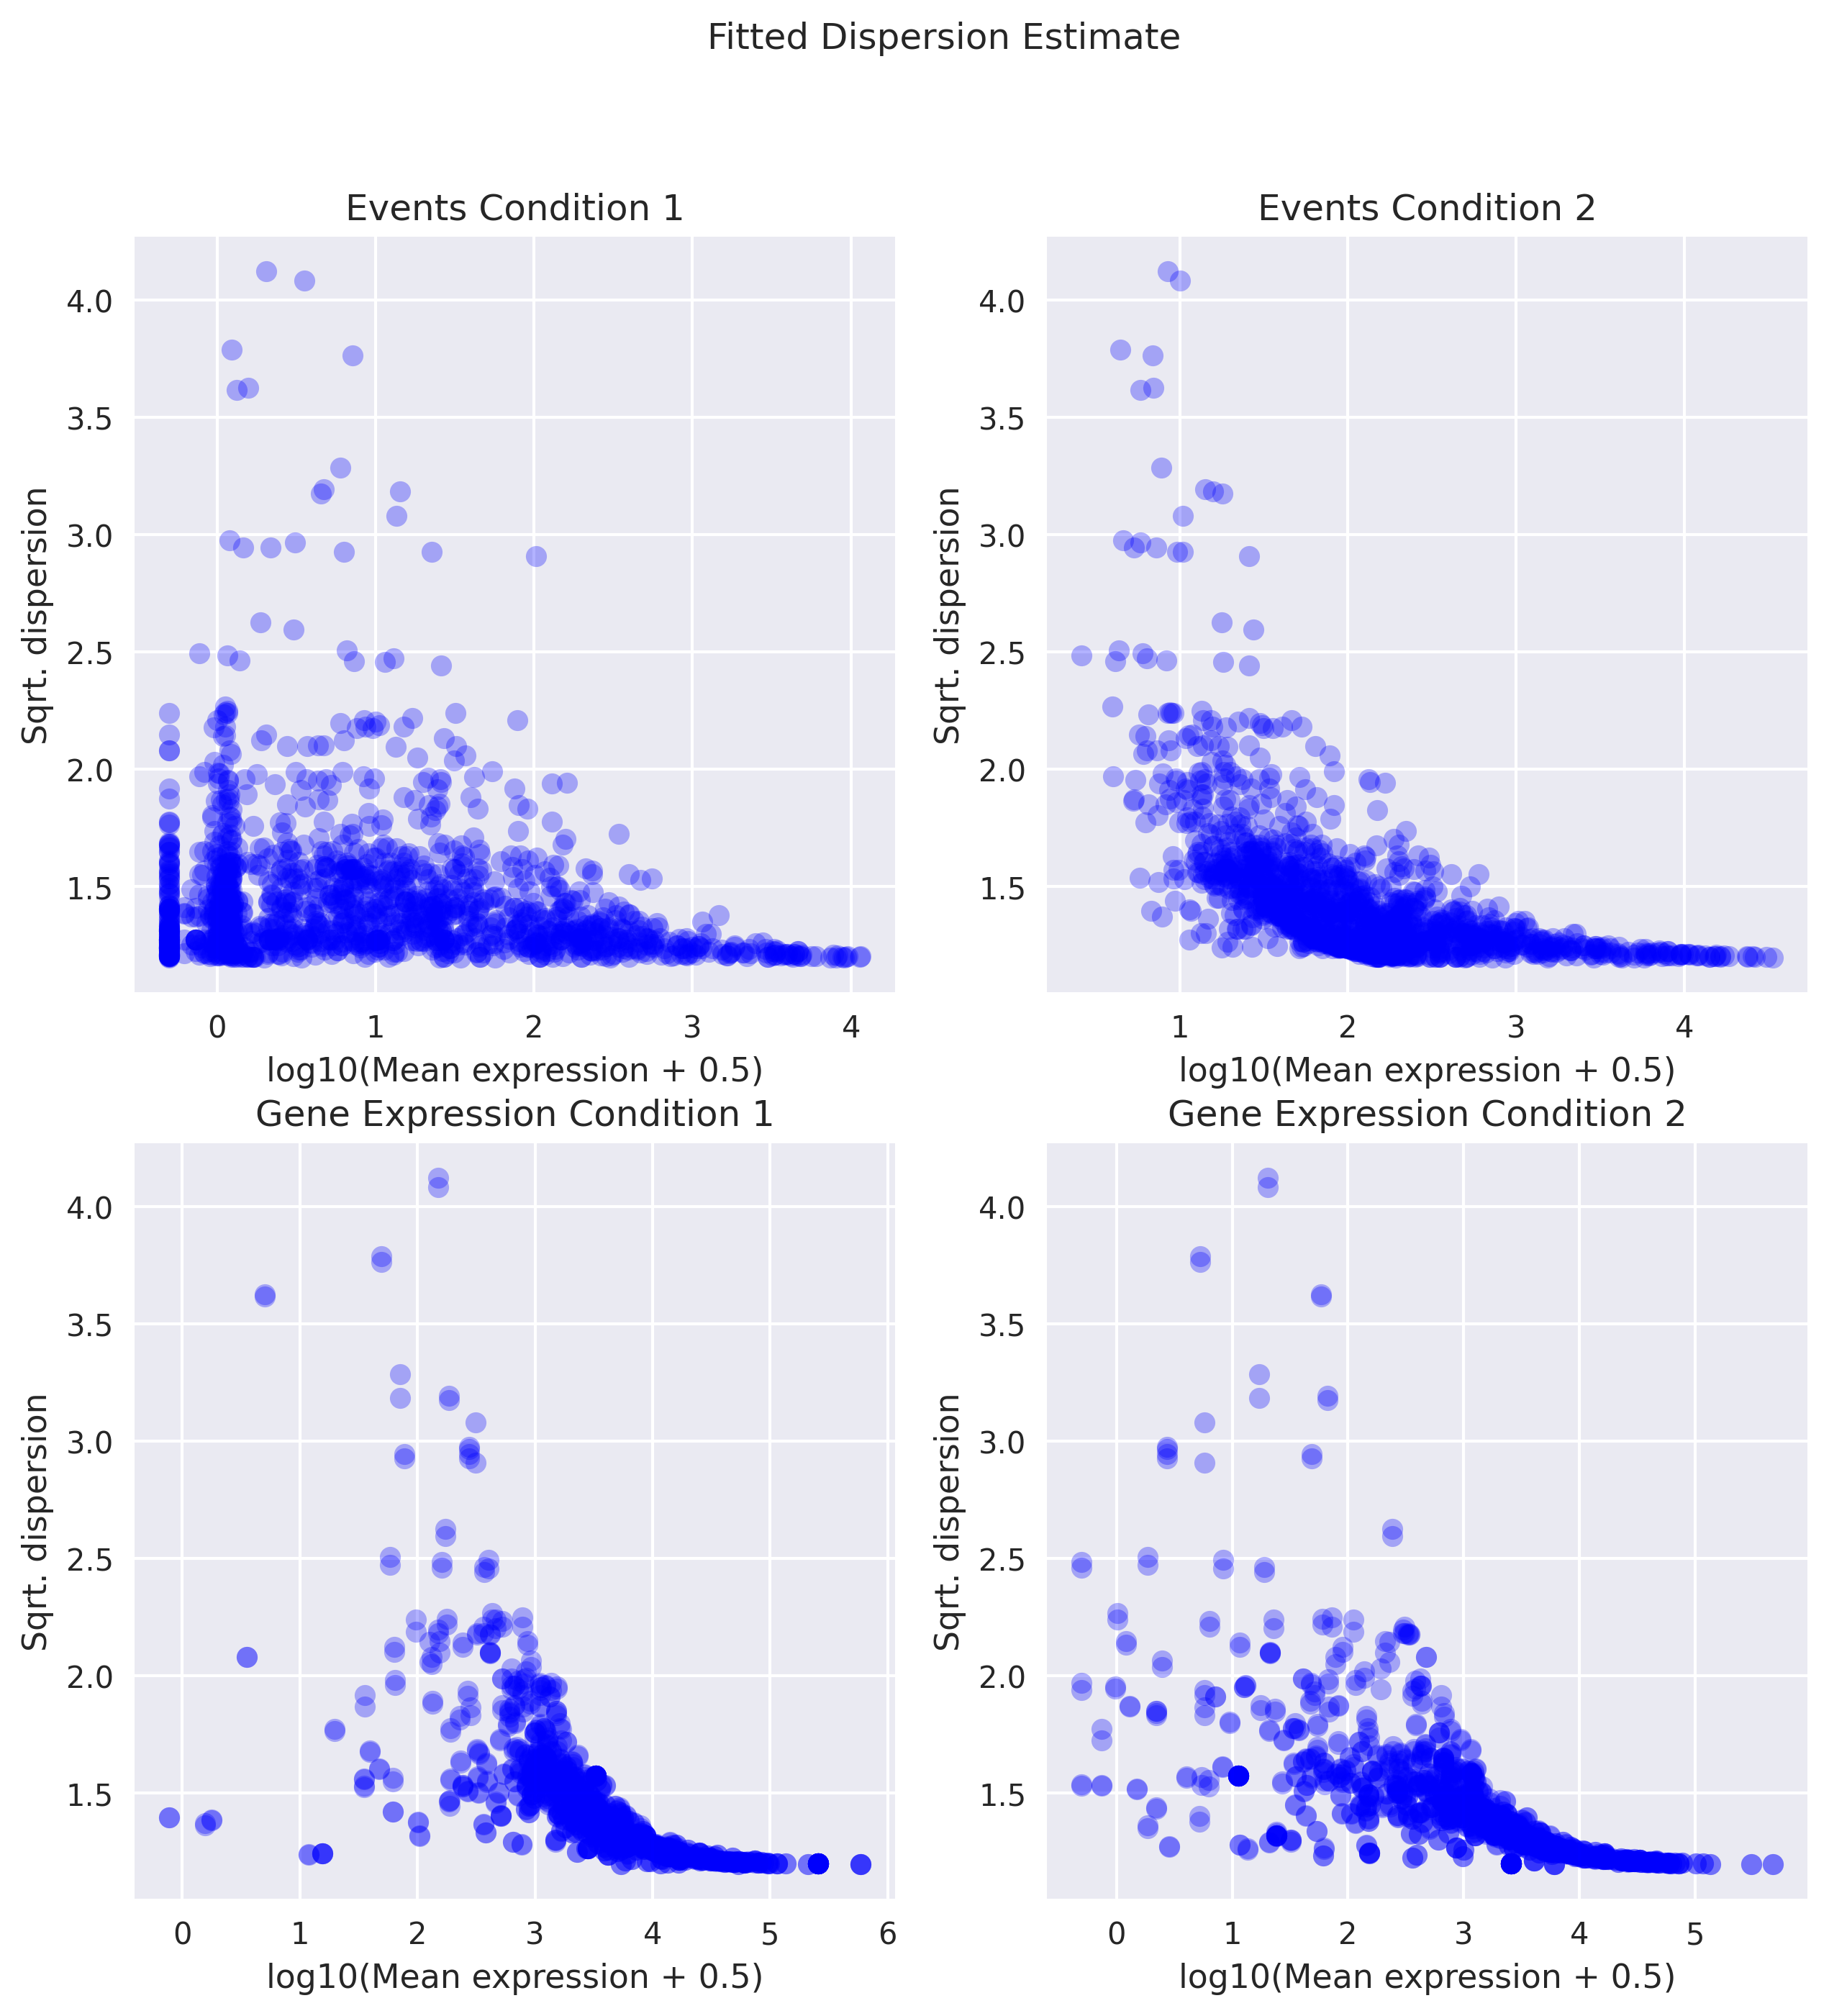 Fitted Dispersion Estimate
Events Condition 1
Events Condition 2
Sqrt. dispersion
4.0
3.5
3.0
2.5
2.0
1.5
0 1 2 3 4
log10(Mean expression + 0.5)
Sqrt. dispersion
4.0
3.5
3.0
2.5
2.0
1.5
1 2 3 4
log10(Mean expression + 0.5)
Gene Expression Condition 1
Gene Expression Condition 2
Sqrt. dispersion
4.0
3.5
3.0
2.5
2.0
1.5
0 1 2 3 4 5 6
log10(Mean expression + 0.5)
Sqrt. dispersion
4.0
3.5
3.0
2.5
2.0
1.5
0 1 2 3 4 5
log10(Mean expression + 0.5)